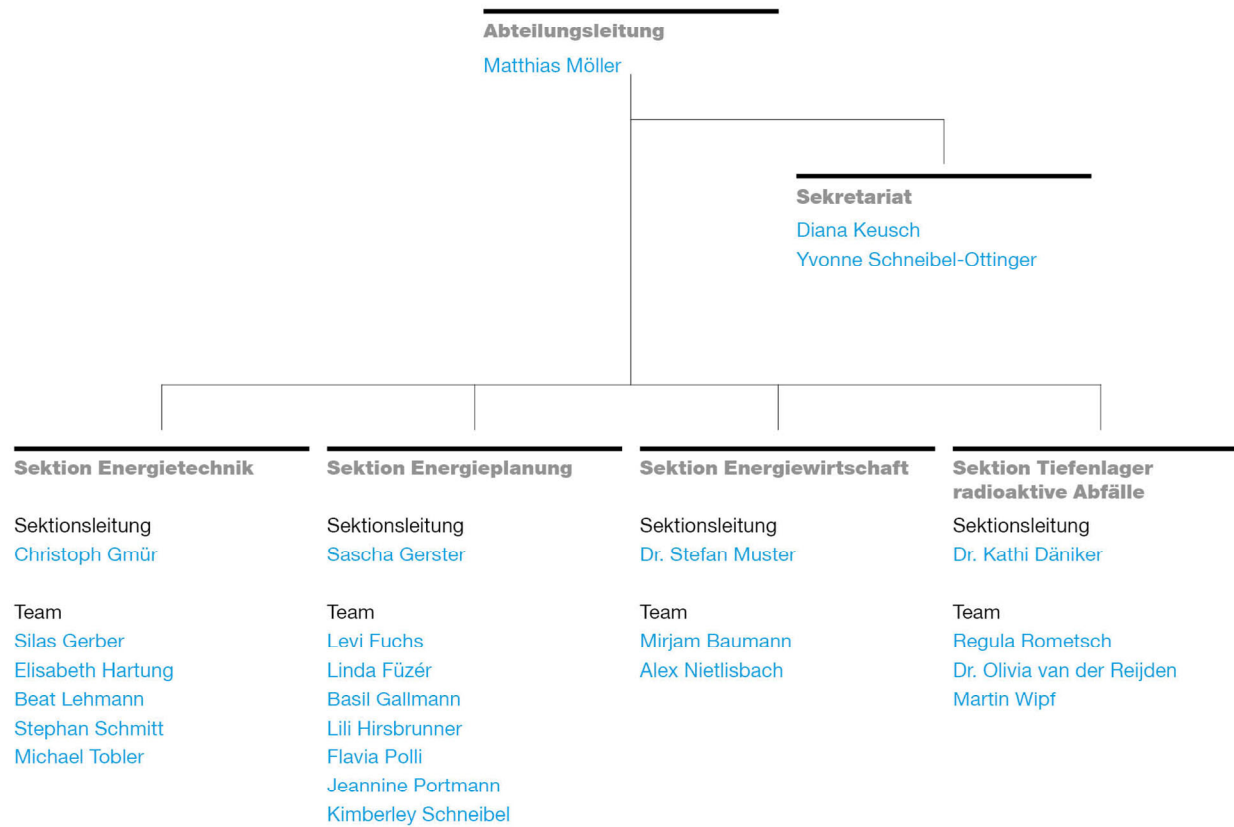 Abteilungsleitung
Matthias Möller
Sekretariat
Diana Keusch
Yvonne Schneibel-Ottinger
Sektion Energietechnik
Sektionsleitung
Christoph Gmür
Team
Silas Gerber
Elisabeth Hartung
Beat Lehmann
Stephan Schmitt
Michael Tobler
Sektion Energieplanung
Sektionsleitung
Sascha Gerster
Team
Levi Fuchs
Linda Füzér
Basil Gallmann
Lili Hirsbrunner
Flavia Polli
Jeannine Portmann
Kimberley Schneibel
Sektion Energiewirtschaft
Sektionsleitung
Dr. Stefan Muster
Team
Mirjam Baumann
Alex Nietlisbach
Sektion Tiefenlager
radioaktive Abfälle
Sektionsleitung
Dr. Kathi Däniker
Team
Regula Rometsch
Dr. Olivia van der Reijden
Martin Wipf